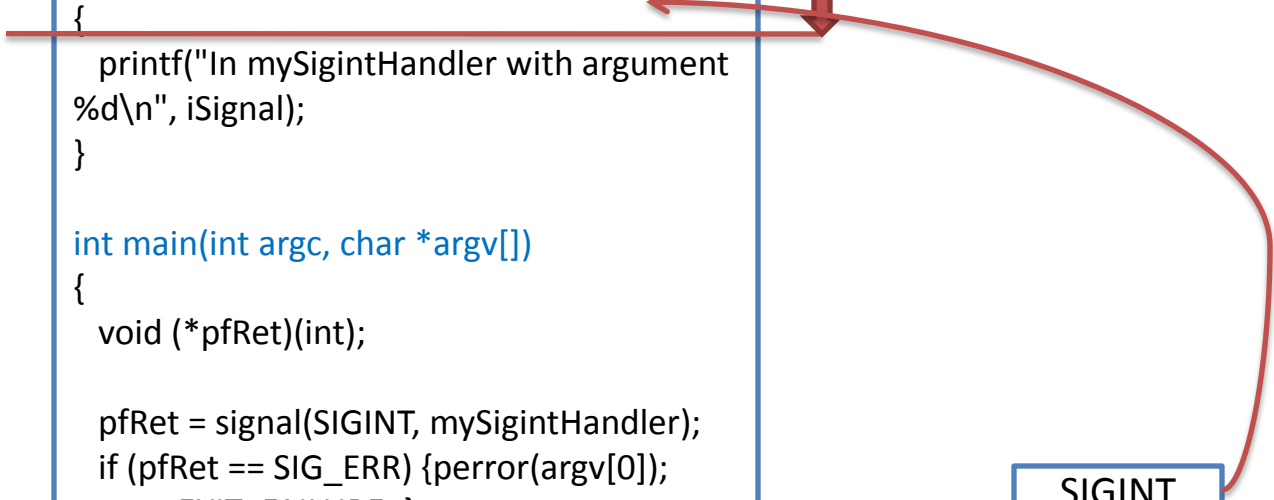 {
printf("In mySigintHandler with argument
%d\n", iSignal);
}
int main(int argc, char *argv[])
{
void (*pfRet)(int);
pfRet = signal(SIGINT, mySigintHandler);
if (pfRet == SIG_ERR) {perror(argv[0]);
SIGINT